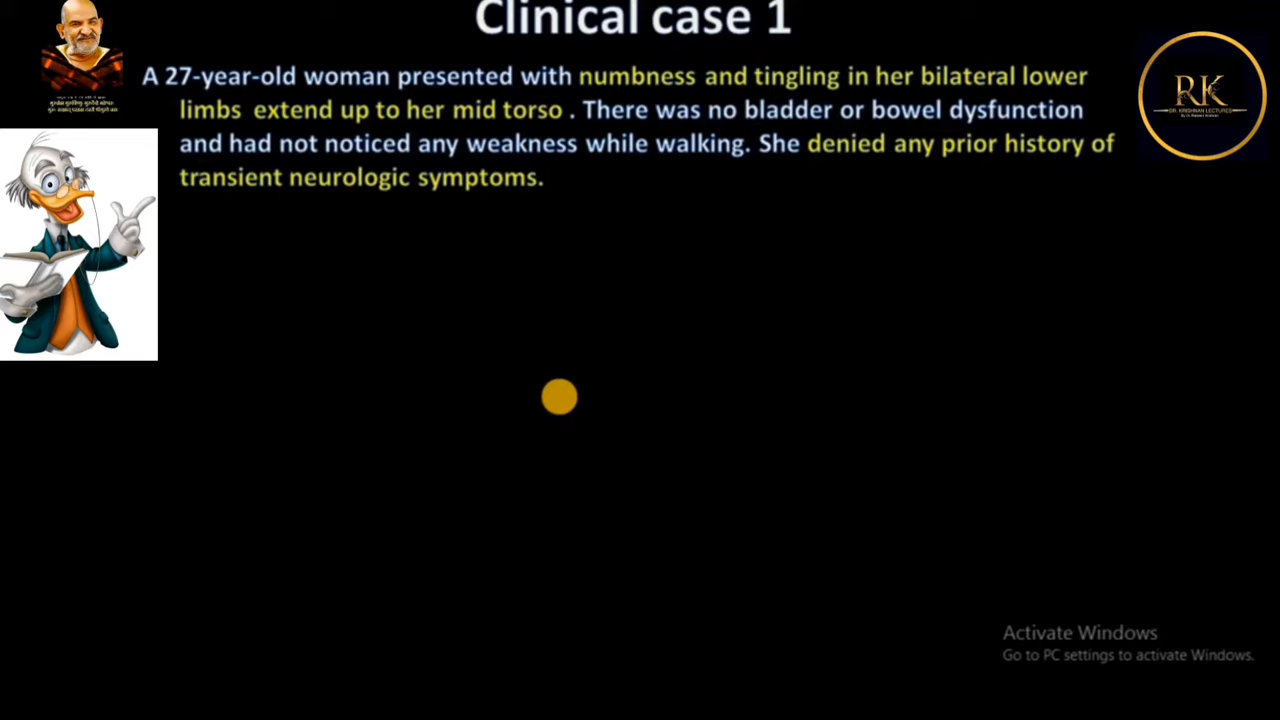 Clinical case 1
A 27-year-old woman presented with numbness and tingling in her bilateral lower
limbs extend up to her mid torso . There was no bladder or bowel dysfunction
and had not noticed any weakness while walking. She denied any prior history of
transient neurologic symptoms.
RK
DR. KRISHNAN LECTURES
Activate Windows
Go to PC settings to activate Windows.